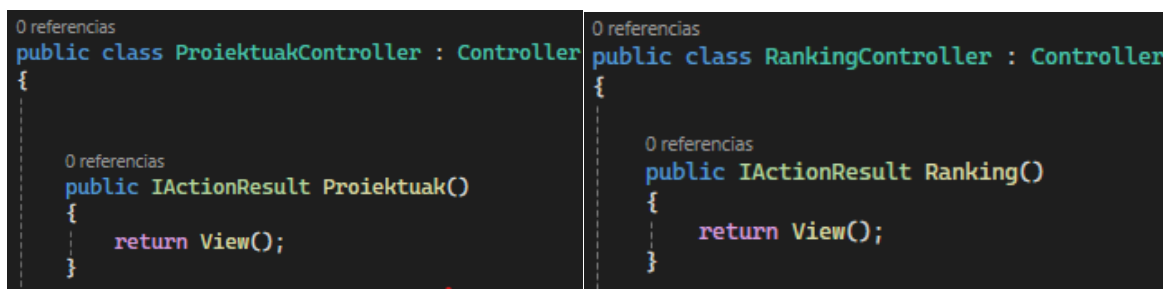 0 referencias
public class ProiektuakController : Controller
{
0 referencias
public IActionResult Proiektuak()
{
return View();
}
0 referencias
public class RankingController : Controller
{
0 referencias
public IActionResult Ranking()
{
return View();
}